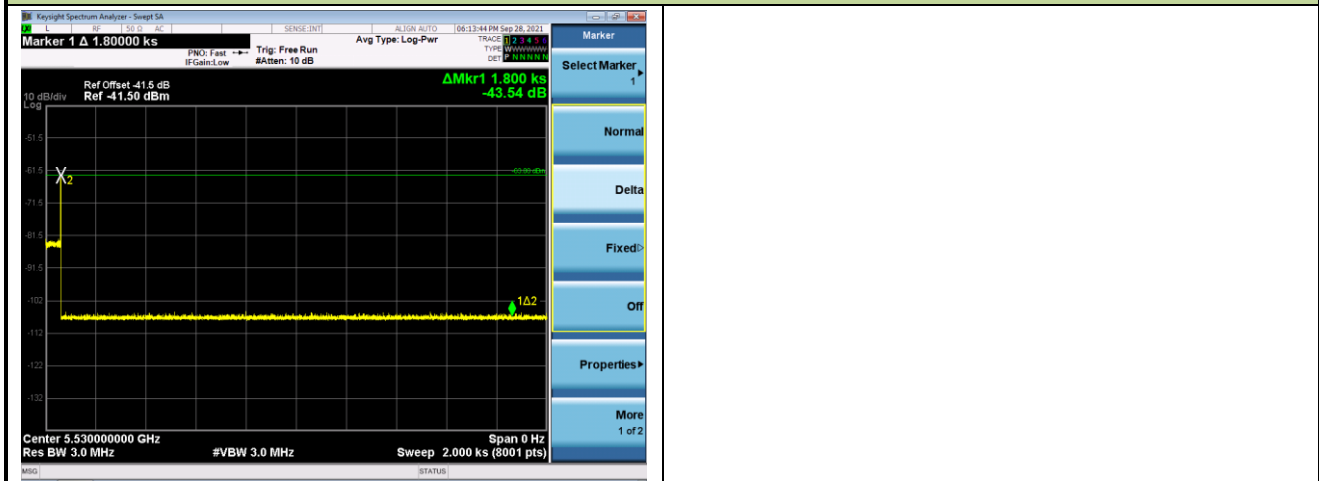 Keysight Spectrum Analyzer - Swept SA
L RF 50 Ω AC SENSE:INT ALIGN AUTO 06:13:44 PM Sep 28, 2021
Marker 1 Δ 1.80000 ks
PNO: Fast
IFGain:Low
Trig: Free Run
#Atten: 10 dB
Avg Type: Log-Pwr
TRACE 1 2 3 4 5 6
TYPE WWWWWW
DET P N N N N N
Marker
Select Marker
1
Normal
Delta
Fixed
Off
Properties
More
1 of 2
ΔMkr1 1.800 ks
-43.54 dB
Ref Offset -41.5 dB
10 dB/div Ref -41.50 dBm
Log
-51.5
-61.5
-71.5
-81.5
-91.5
-102
-112
-122
-132
X2
1Δ2
Center 5.530000000 GHz Span 0 Hz
Res BW 3.0 MHz #VBW 3.0 MHz Sweep 2.000 ks (8001 pts)
MSG STATUS